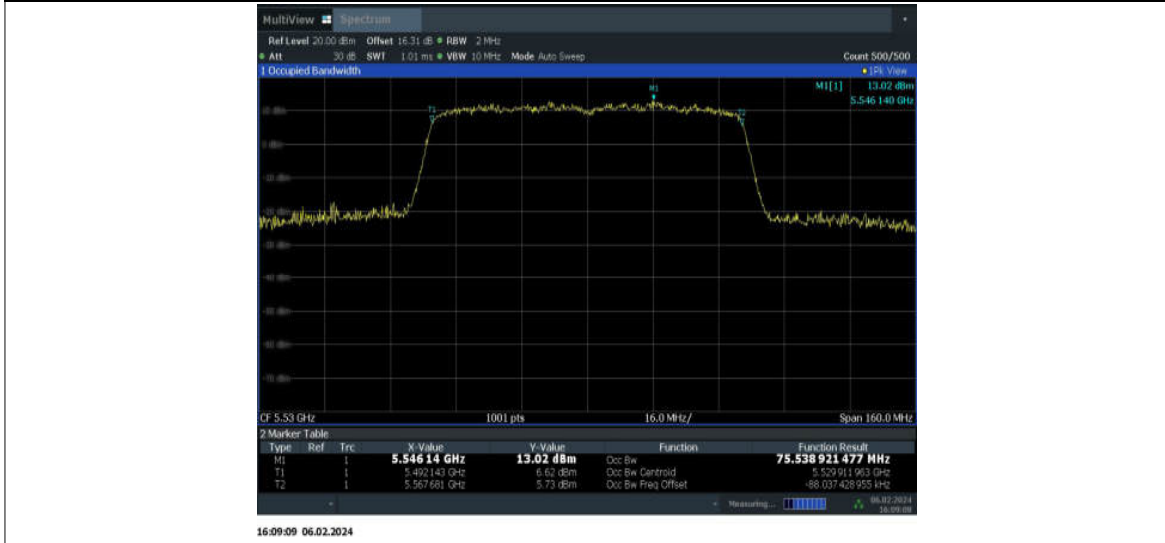 MultiView Spectrum
Ref Level 20.00 dBm Offset 16.31 dB RBW 2 MHz
Att 30 dB SWT 1.01 ms VBW 10 MHz Mode Auto Sweep Count 500/500
1 Occupied Bandwidth 1Pk View
M1[1] 13.02 dBm
5.546 140 GHz
M1
T1
T2
CF 5.53 GHz 1001 pts 16.0 MHz/ Span 160.0 MHz
2 Marker Table
Type Ref Trc X-Value Y-Value Function Function Result
M1 1 5.546 14 GHz 13.02 dBm Occ Bw 75.538 921 477 MHz
T1 1 5.492 143 GHz 6.62 dBm Occ Bw Centroid 5.529 911 963 GHz
T2 1 5.567 681 GHz 5.73 dBm Occ Bw Freq Offset -88.037 428 955 kHz
Measuring... 06.02.2024
16:09:09 06.02.2024